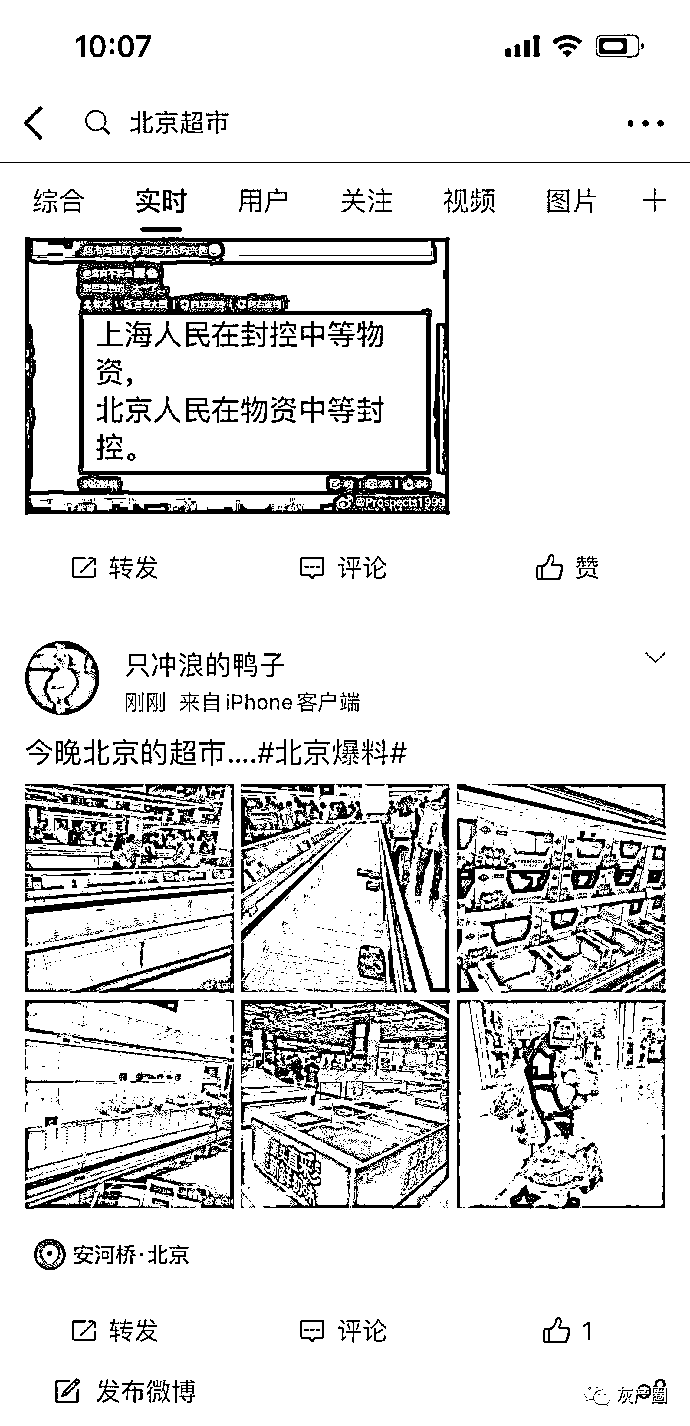 10:07
北京超市
综合 实时 用户 关注 视频 图片
上海人民在封控中等物
资，
北京人民在物资中等封
控。
@Prospects1999
转发 评论 赞
只冲浪的鸭子
刚刚 来自iPhone客户端
今晚北京的超市....#北京爆料#
安河桥·北京
转发 评论 1
发布微博
灰产圈